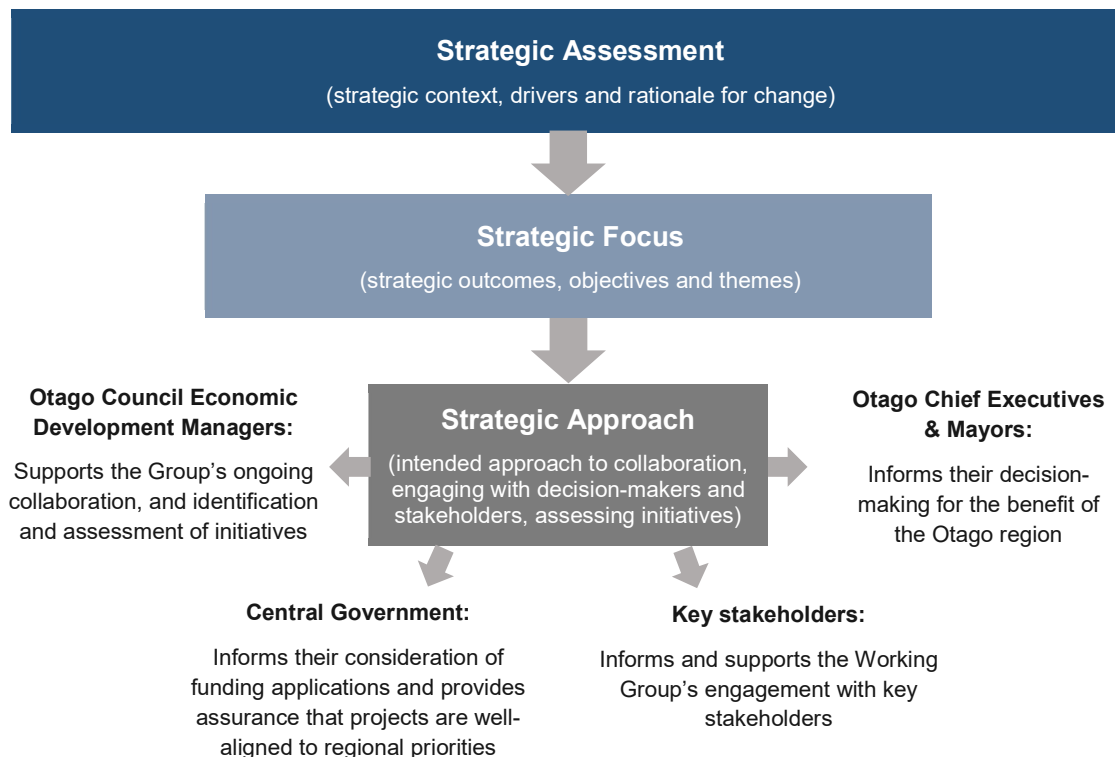 Strategic Assessment
(strategic context, drivers and rationale for change)
Strategic Focus
(strategic outcomes, objectives and themes)
Strategic Approach
(intended approach to collaboration,
engaging with decision-makers and
stakeholders, assessing initiatives)
Otago Council Economic
Development Managers:
Supports the Group’s ongoing
collaboration, and identification
and assessment of initiatives
Otago Chief Executives
& Mayors:
Informs their decision-
making for the benefit of
the Otago region
Central Government:
Informs their consideration of
funding applications and provides
assurance that projects are well-
aligned to regional priorities
Key stakeholders:
Informs and supports the Working
Group’s engagement with key
stakeholders